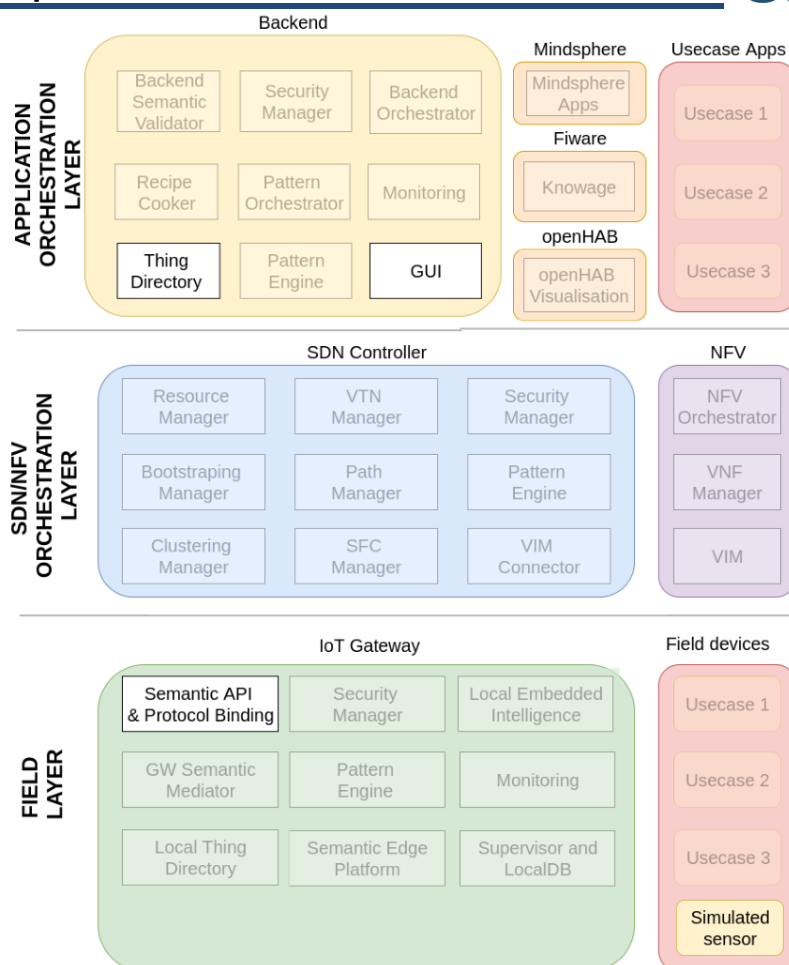 Backend
Mindsphere
Usecase Apps
APPLICATION
ORCHESTRATION
LAYER
Backend
Semantic
Validator
Security
Manager
Backend
Orchestrator
Recipe
Cooker
Pattern
Orchestrator
Monitoring
Thing
Directory
Pattern
Engine
GUI
Mindsphere
Apps
Fiware
Knowage
openHAB
openHAB
Visualisation
Usecase 1
Usecase 2
Usecase 3
SDN Controller
NFV
SDN/NFV
ORCHESTRATION
LAYER
Resource
Manager
VTN
Manager
Security
Manager
Bootstraping
Manager
Path
Manager
Pattern
Engine
Clustering
Manager
SFC
Manager
VIM
Connector
NFV
Orchestrator
VNF
Manager
VIM
IoT Gateway
Field devices
FIELD
LAYER
Semantic API
& Protocol Binding
Security
Manager
Local Embedded
Intelligence
GW Semantic
Mediator
Pattern
Engine
Monitoring
Local Thing
Directory
Semantic Edge
Platform
Supervisor and
LocalDB
Usecase 1
Usecase 2
Usecase 3
Simulated
sensor